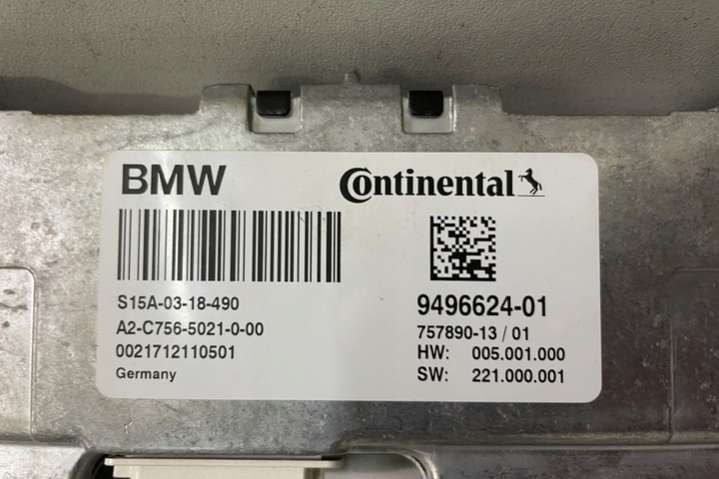 BMW
Continental
S15A-03-18-490
A2-C756-5021-0-00
0021712110501
Germany
9496624-01
757890-13 / 01
HW: 005.001.000
SW: 221.000.001